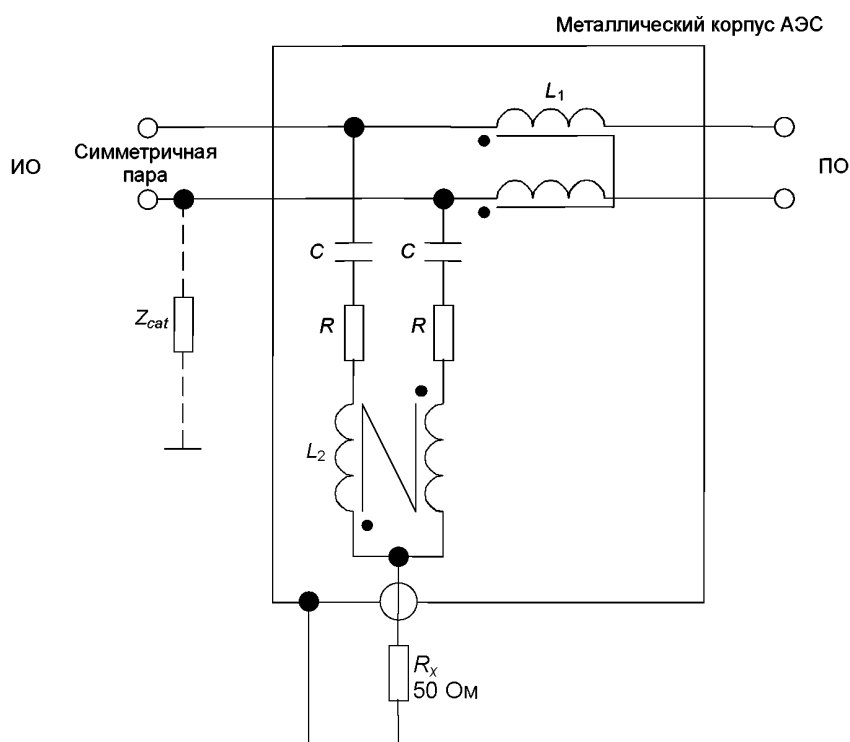 Металлический корпус АЭС
L1
Симметричная
пара
ИО
ПО
C
C
Zcat
R
R
L2
Rx
50 Ом